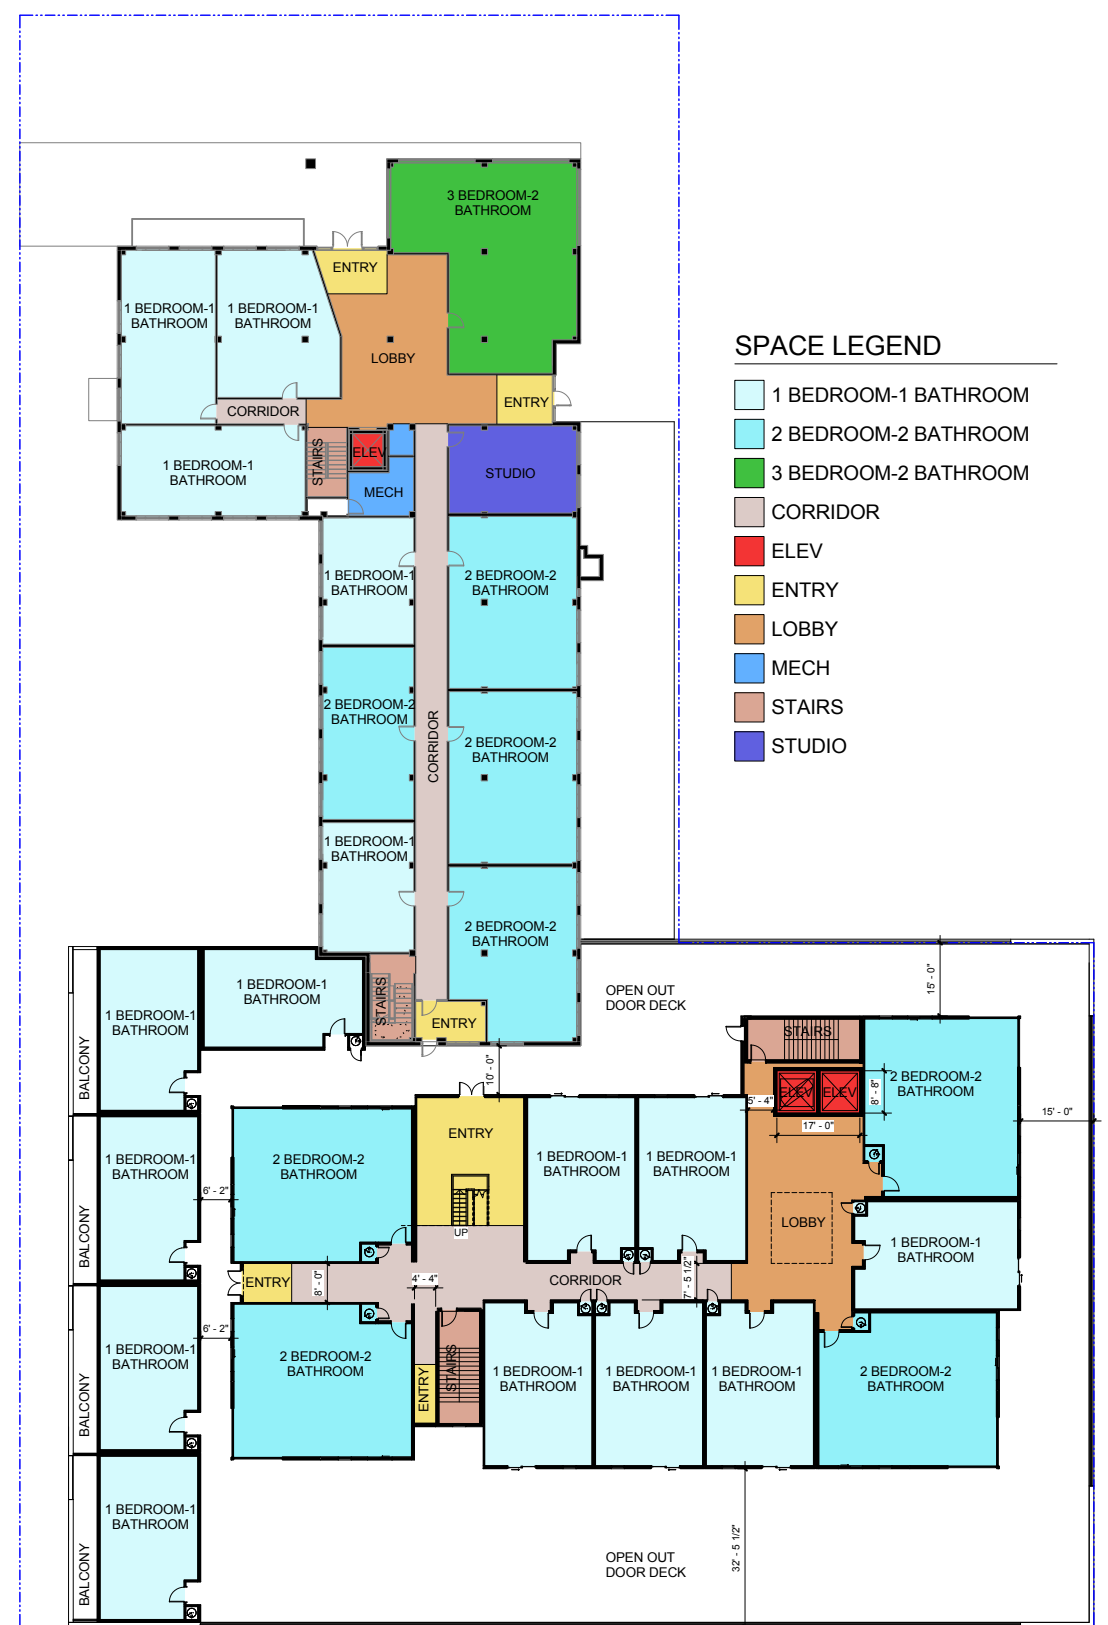 3 BEDROOM-2
BATHROOM
ENTRY
1 BEDROOM-1
BATHROOM
1 BEDROOM-1
BATHROOM
LOBBY
ENTRY
CORRIDOR
STAIRS
ELEV
1 BEDROOM-1
BATHROOM
MECH
STUDIO
SPACE LEGEND
1 BEDROOM-1 BATHROOM
2 BEDROOM-2 BATHROOM
3 BEDROOM-2 BATHROOM
CORRIDOR
ELEV
ENTRY
LOBBY
MECH
STAIRS
STUDIO
1 BEDROOM-1
BATHROOM
2 BEDROOM-2
BATHROOM
2 BEDROOM-2
BATHROOM
CORRIDOR
2 BEDROOM-2
BATHROOM
1 BEDROOM-1
BATHROOM
2 BEDROOM-2
BATHROOM
STAIRS
ENTRY
1 BEDROOM-1
BATHROOM
1 BEDROOM-1
BATHROOM
BALCONY
OPEN OUT
DOOR DECK
15' - 0"
10' - 0"
STAIRS
ELEV
ELEV
5' - 4"
8' - 8"
17' - 0"
2 BEDROOM-2
BATHROOM
15' - 0"
1 BEDROOM-1
BATHROOM
BALCONY
6' - 2"
2 BEDROOM-2
BATHROOM
ENTRY
UP
1 BEDROOM-1
BATHROOM
1 BEDROOM-1
BATHROOM
LOBBY
1 BEDROOM-1
BATHROOM
ENTRY
8' - 0"
4' - 4"
CORRIDOR
7' - 5 1/2"
1 BEDROOM-1
BATHROOM
BALCONY
6' - 2"
2 BEDROOM-2
BATHROOM
ENTRY
STAIRS
1 BEDROOM-1
BATHROOM
1 BEDROOM-1
BATHROOM
1 BEDROOM-1
BATHROOM
2 BEDROOM-2
BATHROOM
1 BEDROOM-1
BATHROOM
BALCONY
OPEN OUT
DOOR DECK
32' - 5 1/2"